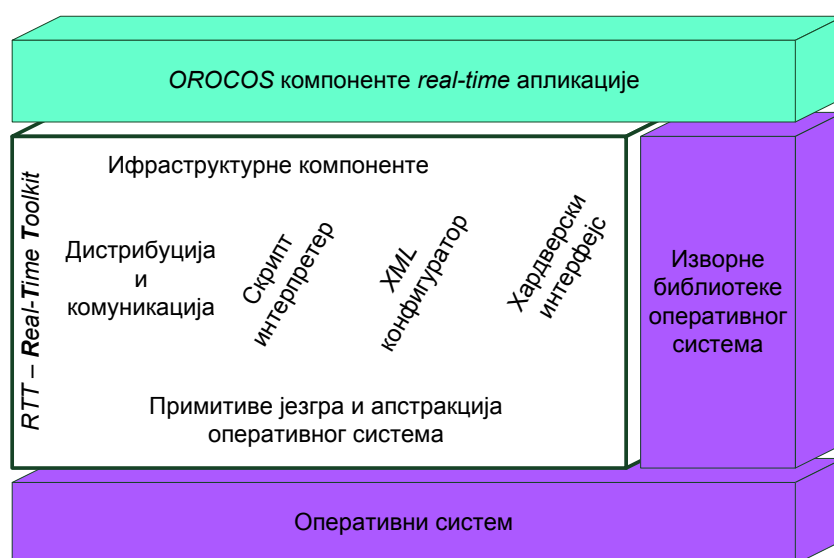 OROCOS компоненте real-time апликације
Ифраструктурне компоненте
RTT – Real-Time Toolkit
Дистрибуција
и
комуникација
Скрипт
интерпретер
XML
конфигуратор
Хардверски
интерфејс
Примитиве језгра и апстракција
оперативног система
Изворне
библиотеке
оперативног
система
Оперативни систем